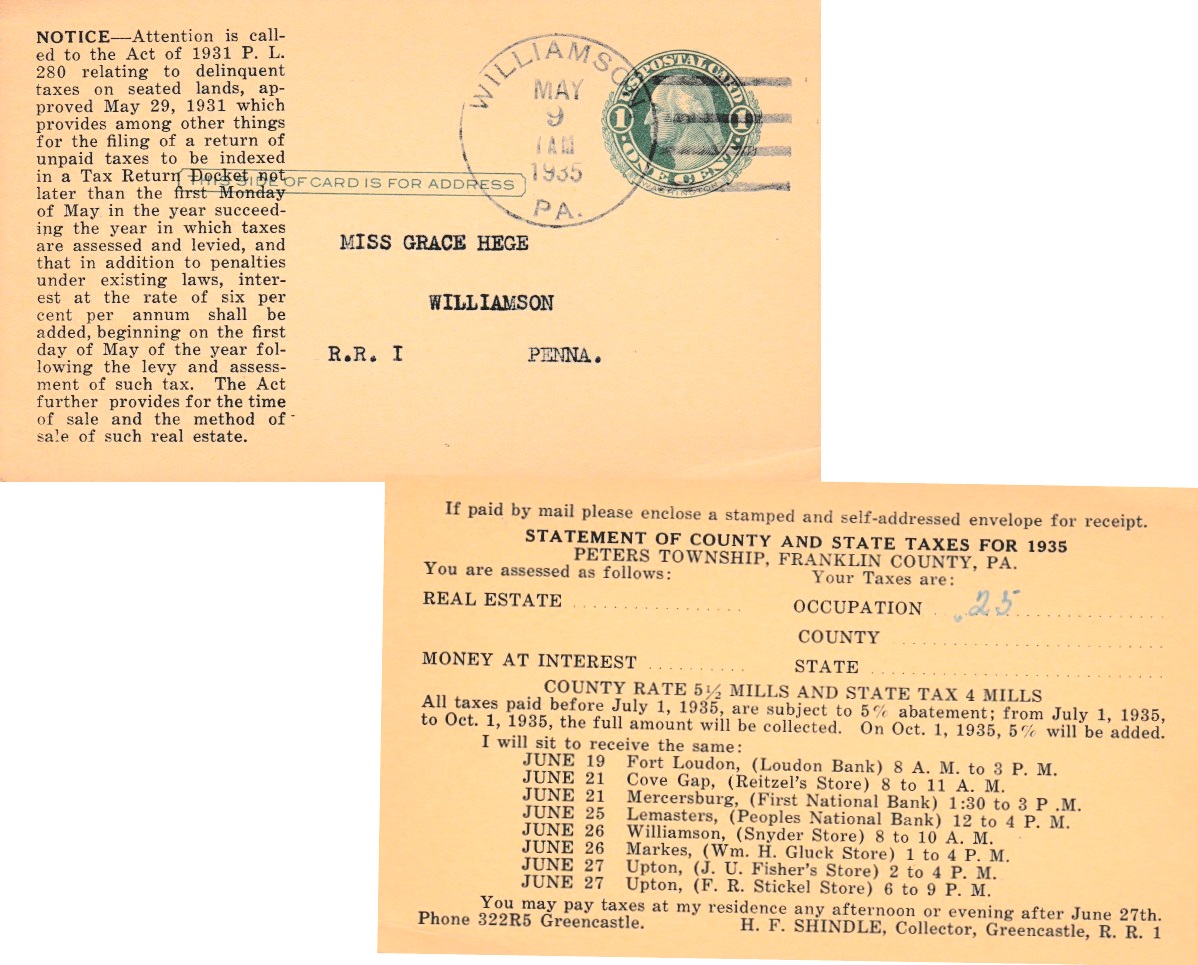 NOTICE—Attention is call-
ed to the Act of 1931 P. L.
280 relating to delinquent
taxes on seated lands, ap-
proved May 29, 1931 which
provides among other things
for the filing of a return of
unpaid taxes to be indexed
in a Tax Return Docket not
later than the first Monday
of May in the year succeed-
ing the year in which taxes
are assessed and levied, and
that in addition to penalties
under existing laws, inter-
est at the rate of six per
cent per annum shall be
added, beginning on the first
day of May of the year fol-
lowing the levy and assess-
ment of such tax. The Act
further provides for the time
of sale and the method of
sale of such real estate.
THIS SIDE OF CARD IS FOR ADDRESS
WILLIAMSON
MAY
9
7 AM
1935
PA.
U.S. POSTAL CARD
1 1
ONE CENT
WASHINGTON
MISS GRACE HEGE
WILLIAMSON
R.R. I PENNA.
If paid by mail please enclose a stamped and self-addressed envelope for receipt.
STATEMENT OF COUNTY AND STATE TAXES FOR 1935
PETERS TOWNSHIP, FRANKLIN COUNTY, PA.
You are assessed as follows: Your Taxes are:
REAL ESTATE .................. OCCUPATION .25
COUNTY ..................
MONEY AT INTEREST .......... STATE ..................
COUNTY RATE 5½ MILLS AND STATE TAX 4 MILLS
All taxes paid before July 1, 1935, are subject to 5% abatement; from July 1, 1935,
to Oct. 1, 1935, the full amount will be collected. On Oct. 1, 1935, 5% will be added.
I will sit to receive the same:
JUNE 19 Fort Loudon, (Loudon Bank) 8 A. M. to 3 P. M.
JUNE 21 Cove Gap, (Reitzel's Store) 8 to 11 A. M.
JUNE 21 Mercersburg, (First National Bank) 1:30 to 3 P .M.
JUNE 25 Lemasters, (Peoples National Bank) 12 to 4 P. M.
JUNE 26 Williamson, (Snyder Store) 8 to 10 A. M.
JUNE 26 Markes, (Wm. H. Gluck Store) 1 to 4 P. M.
JUNE 27 Upton, (J. U. Fisher's Store) 2 to 4 P. M.
JUNE 27 Upton, (F. R. Stickel Store) 6 to 9 P. M.
You may pay taxes at my residence any afternoon or evening after June 27th.
Phone 322R5 Greencastle. H. F. SHINDLE, Collector, Greencastle, R. R. 1